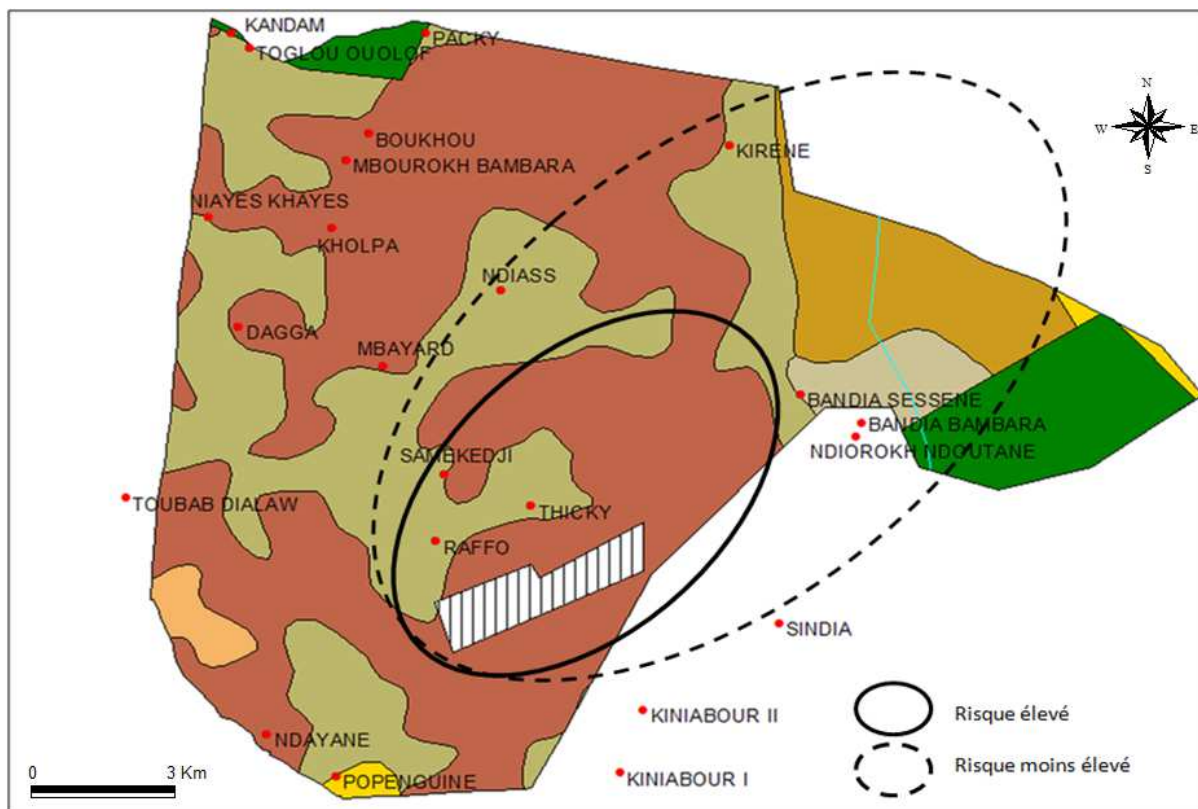 KANDAM
TOGLOU OUOLOF
PACKY
N
W E
S
BOUKHOU
MBOUROKH BAMBARA
KIRENE
NIAYES KHAYES
KHOLPA
NDIASS
DAGGA
MBAYARD
BANDIA SESSENE
BANDIA BAMBARA
NDIOROKH NDOUTANE
SAMEKEDJI
TOUBAB DIALAW
THICKY
RAFFO
SINDIA
KINIABOUR II
Risque élevé
NDAYANE
Risque moins élevé
0 3 Km
POPENGUINE
KINIABOUR I